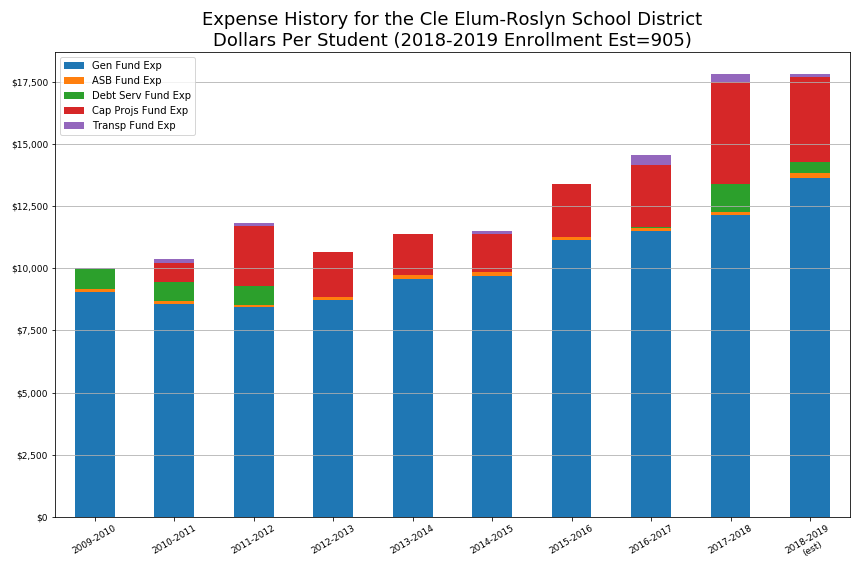 Expense History for the Cle Elum-Roslyn School District
Dollars Per Student (2018-2019 Enrollment Est=905)
Gen Fund Exp
ASB Fund Exp
Debt Serv Fund Exp
Cap Projs Fund Exp
Transp Fund Exp
$17,500
$15,000
$12,500
$10,000
$7,500
$5,000
$2,500
$0
2009-2010
2010-2011
2011-2012
2012-2013
2013-2014
2014-2015
2015-2016
2016-2017
2017-2018
2018-2019
(est)